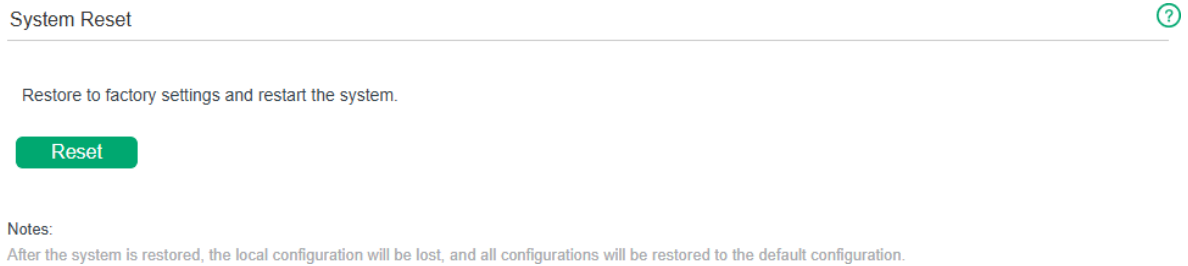 System Reset
?
Restore to factory settings and restart the system.
Reset
Notes:
After the system is restored, the local configuration will be lost, and all configurations will be restored to the default configuration.